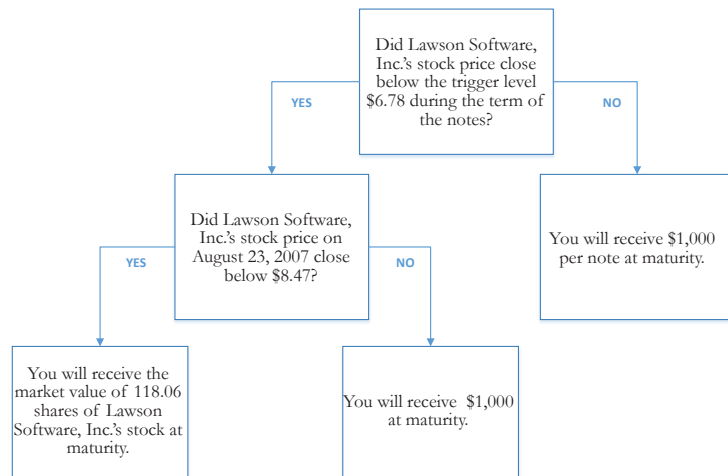 Did Lawson Software,
Inc.'s stock price close
below the trigger level
$6.78 during the term of
the notes?
YES
NO
Did Lawson Software,
Inc.'s stock price on
August 23, 2007 close
below $8.47?
You will receive $1,000
per note at maturity.
YES
NO
You will receive the
market value of 118.06
shares of Lawson
Software, Inc.'s stock at
maturity.
You will receive $1,000
at maturity.